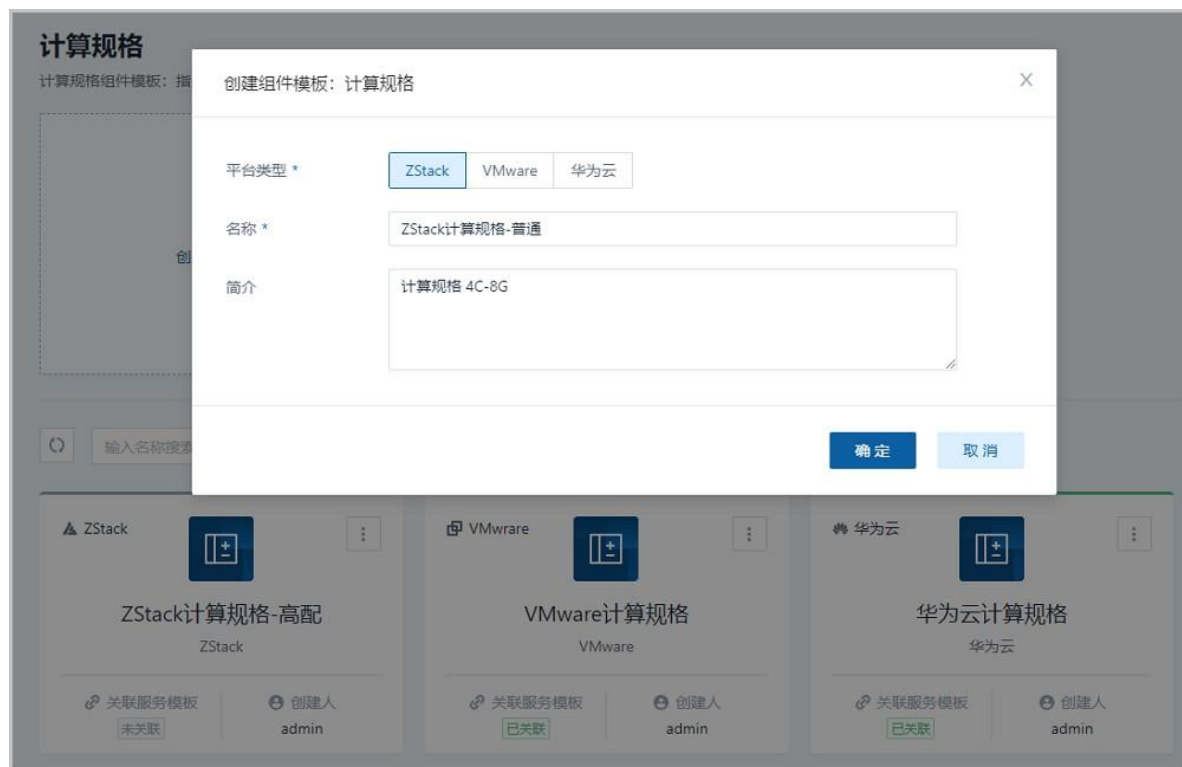 计算规格
计算规格组件模板：指
创建组件模板：计算规格
平台类型 *
ZStack VMware 华为云
名称 *
ZStack计算规格-普通
创
简介
计算规格 4C-8G
输入名称搜索
确定 取消
ZStack
VMwrare
华为云
ZStack计算规格-高配
VMware计算规格
华为云计算规格
ZStack
VMware
华为云
关联服务模板 创建人
未关联 admin
关联服务模板 创建人
已关联 admin
关联服务模板 创建人
已关联 admin